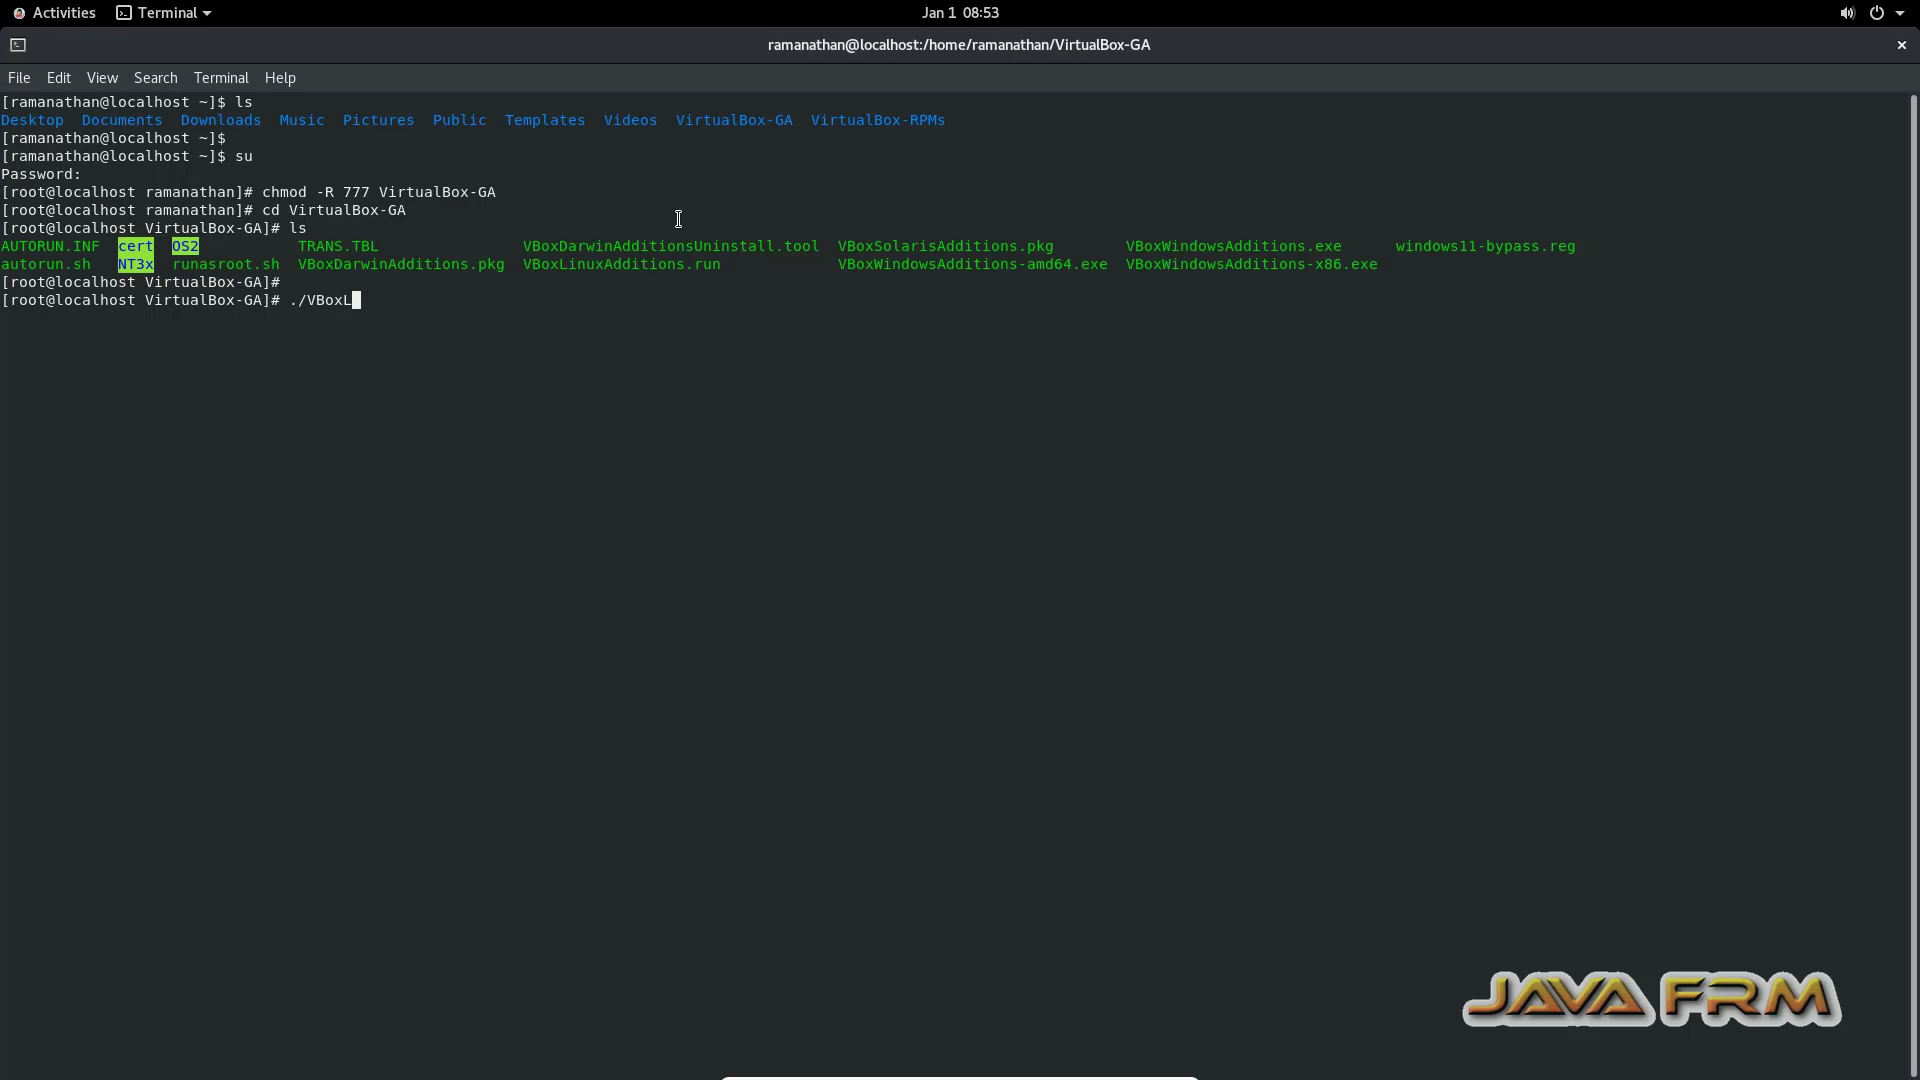 Activities Terminal Jan 1 08:53
ramanathan@localhost:/home/ramanathan/VirtualBox-GA
File Edit View Search Terminal Help
[ramanathan@localhost ~]$ ls
Desktop Documents Downloads Music Pictures Public Templates Videos VirtualBox-GA VirtualBox-RPMs
[ramanathan@localhost ~]$
[ramanathan@localhost ~]$ su
Password:
[root@localhost ramanathan]# chmod -R 777 VirtualBox-GA
[root@localhost ramanathan]# cd VirtualBox-GA
[root@localhost VirtualBox-GA]# ls
AUTORUN.INF cert OS2 TRANS.TBL VBoxDarwinAdditionsUninstall.tool VBoxSolarisAdditions.pkg VBoxWindowsAdditions.exe windows11-bypass.reg
autorun.sh NT3x runasroot.sh VBoxDarwinAdditions.pkg VBoxLinuxAdditions.run VBoxWindowsAdditions-amd64.exe VBoxWindowsAdditions-x86.exe
[root@localhost VirtualBox-GA]#
[root@localhost VirtualBox-GA]# ./VBoxL
JAVA FRM